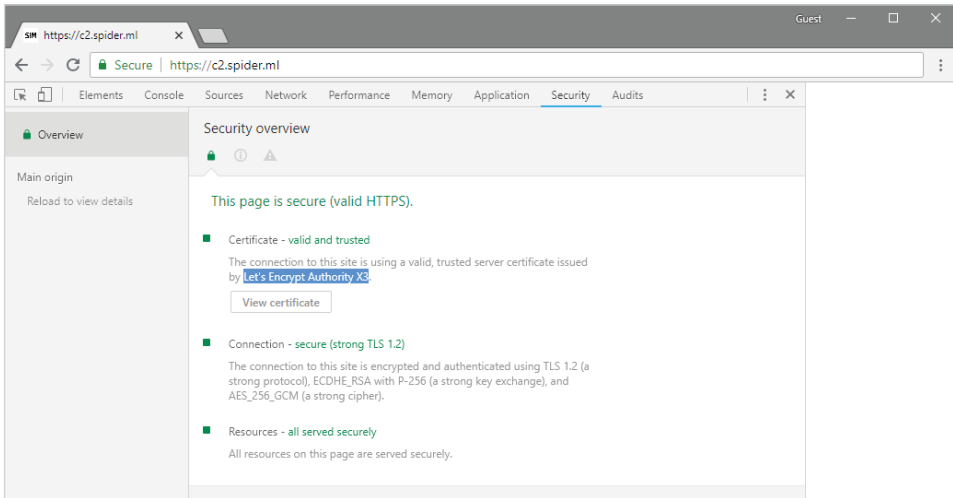 Guest
SIM https://c2.spider.ml
Secure https://c2.spider.ml
Elements Console Sources Network Performance Memory Application Security Audits
Overview
Main origin
Reload to view details
Security overview
This page is secure (valid HTTPS).
Certificate - valid and trusted
The connection to this site is using a valid, trusted server certificate issued
by Let's Encrypt Authority X3.
View certificate
Connection - secure (strong TLS 1.2)
The connection to this site is encrypted and authenticated using TLS 1.2 (a
strong protocol), ECDHE_RSA with P-256 (a strong key exchange), and
AES_256_GCM (a strong cipher).
Resources - all served securely
All resources on this page are served securely.